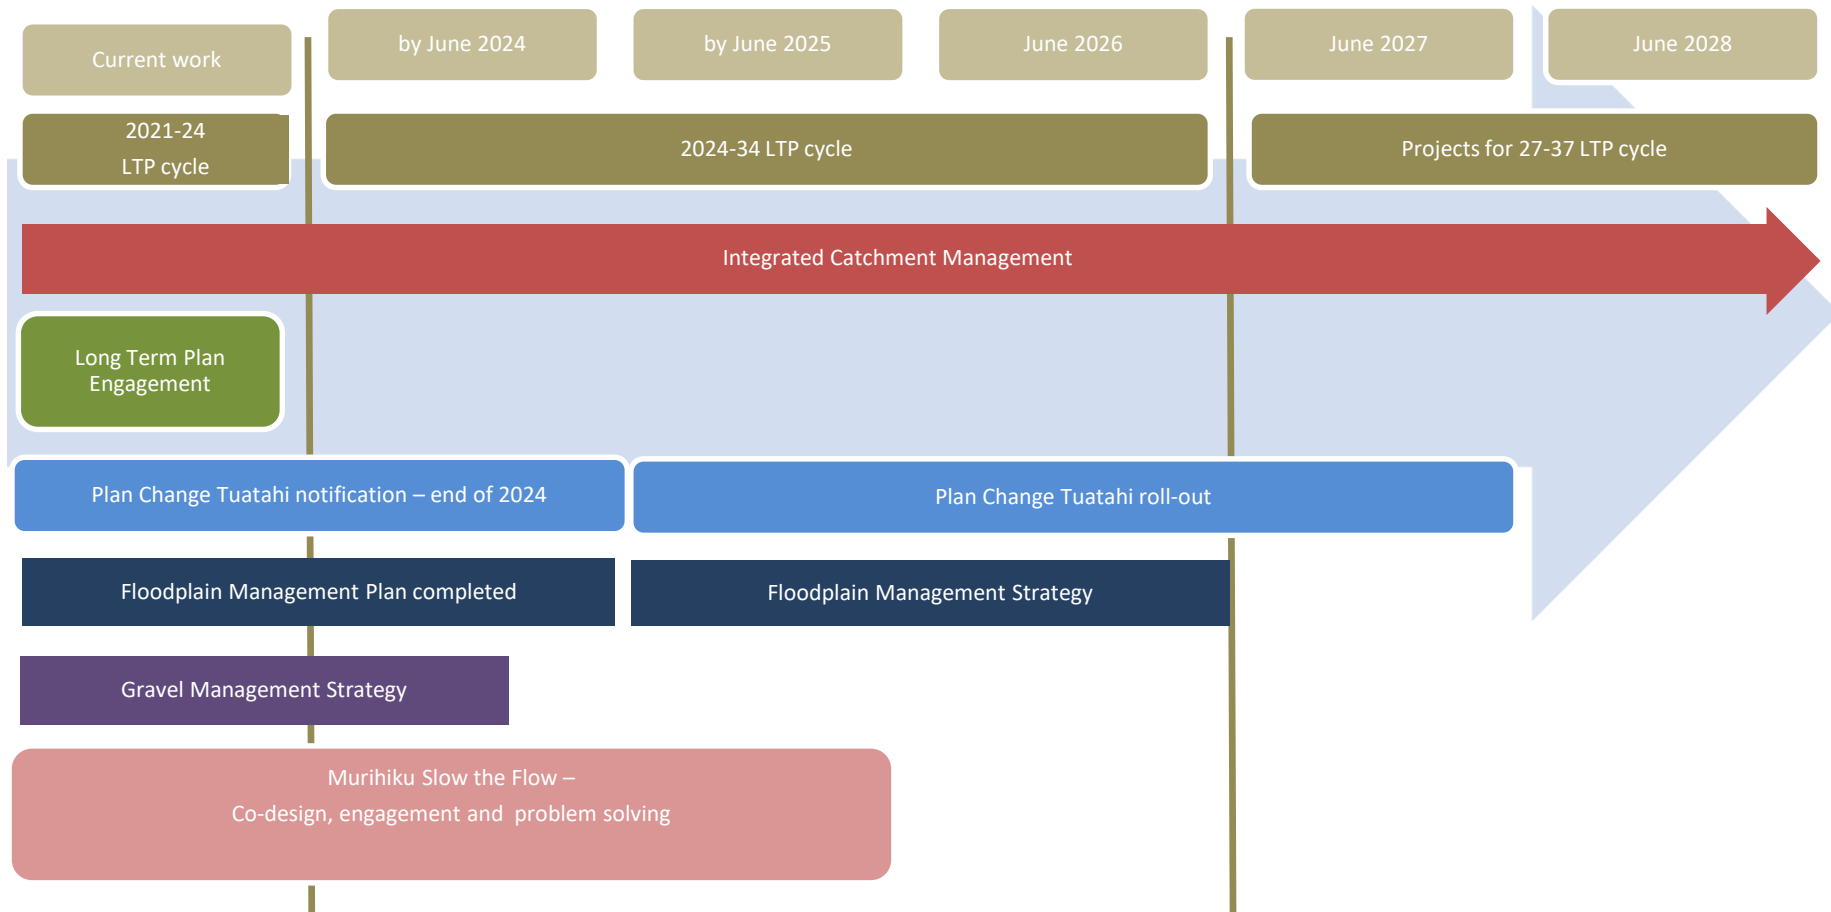 Current work
by June 2024
by June 2025
June 2026
June 2027
June 2028
2021-24
LTP cycle
2024-34 LTP cycle
Projects for 27-37 LTP cycle
Integrated Catchment Management
Long Term Plan
Engagement
Plan Change Tuatahi notification – end of 2024
Plan Change Tuatahi roll-out
Floodplain Management Plan completed
Floodplain Management Strategy
Gravel Management Strategy
Murihiku Slow the Flow –
Co-design, engagement and  problem solving